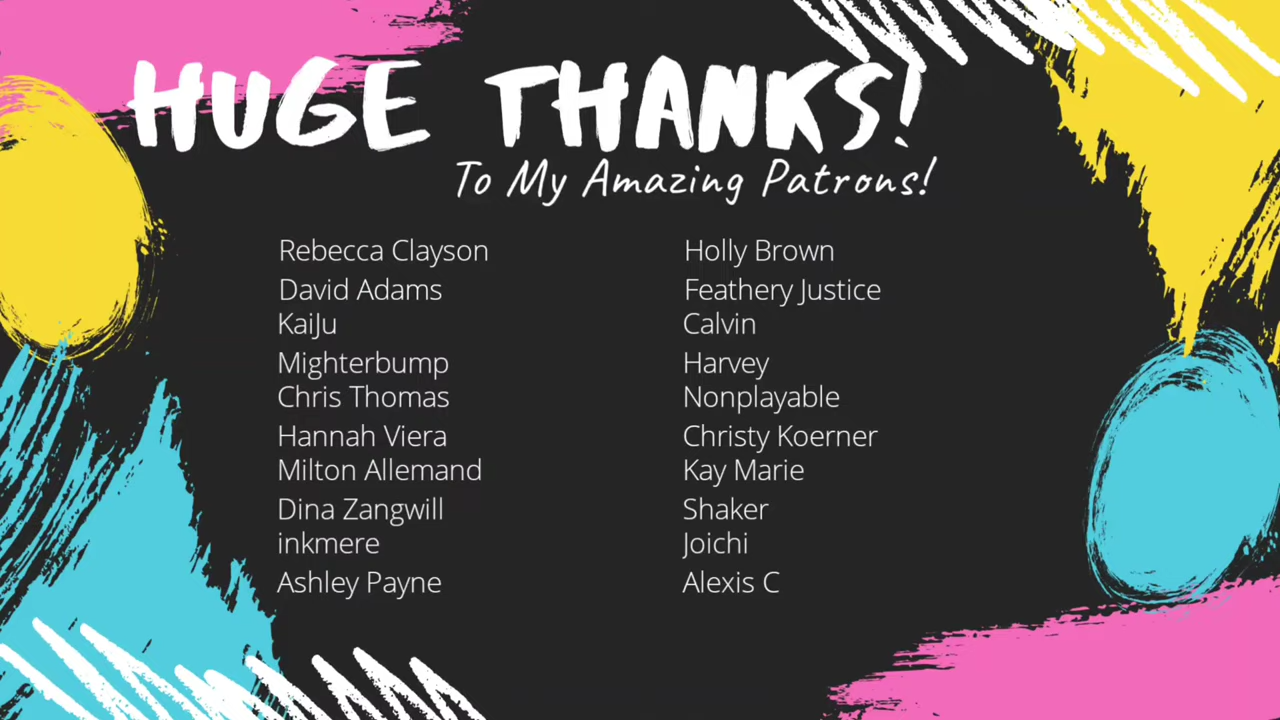 HUGE THANKS!
To My Amazing Patrons!
Rebecca Clayson
David Adams
KaiJu
Mighterbump
Chris Thomas
Hannah Viera
Milton Allemand
Dina Zangwill
inkmere
Ashley Payne
Holly Brown
Feathery Justice
Calvin
Harvey
Nonplayable
Christy Koerner
Kay Marie
Shaker
Joichi
Alexis C